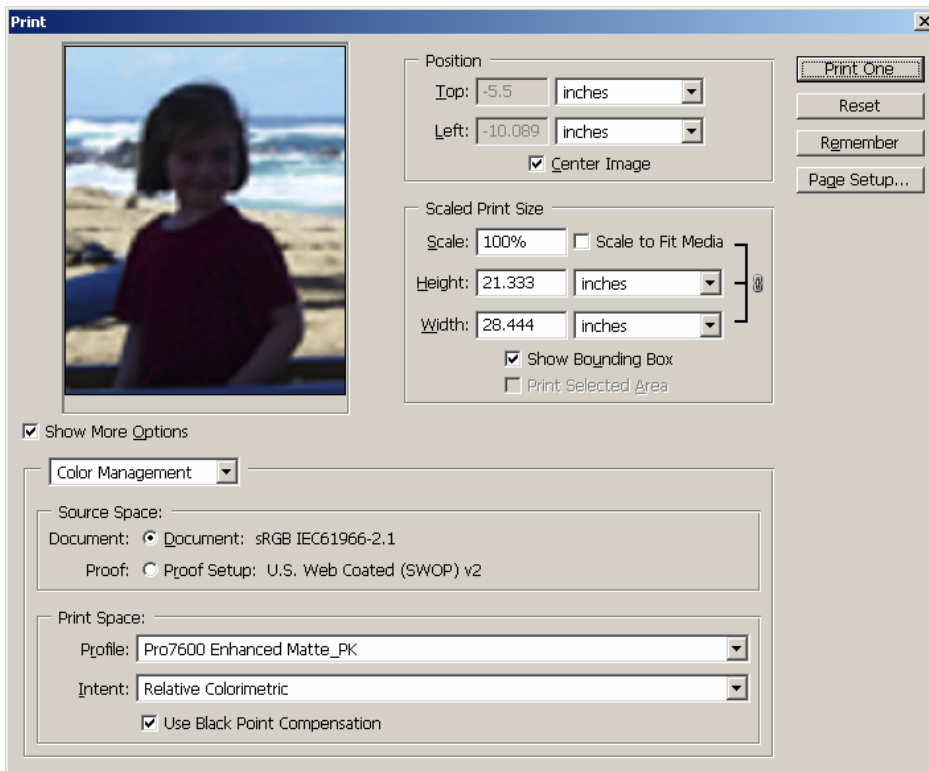 Print
Position
Top: -5.5 inches
Left: -10.089 inches
Center Image
Print One
Reset
Remember
Page Setup...
Scaled Print Size
Scale: 100% Scale to Fit Media
Height: 21.333 inches
Width: 28.444 inches
Show Bounding Box
Print Selected Area
Show More Options
Color Management
Source Space:
Document: Document: sRGB IEC61966-2.1
Proof: Proof Setup: U.S. Web Coated (SWOP) v2
Print Space:
Profile: Pro7600 Enhanced Matte_PK
Intent: Relative Colorimetric
Use Black Point Compensation